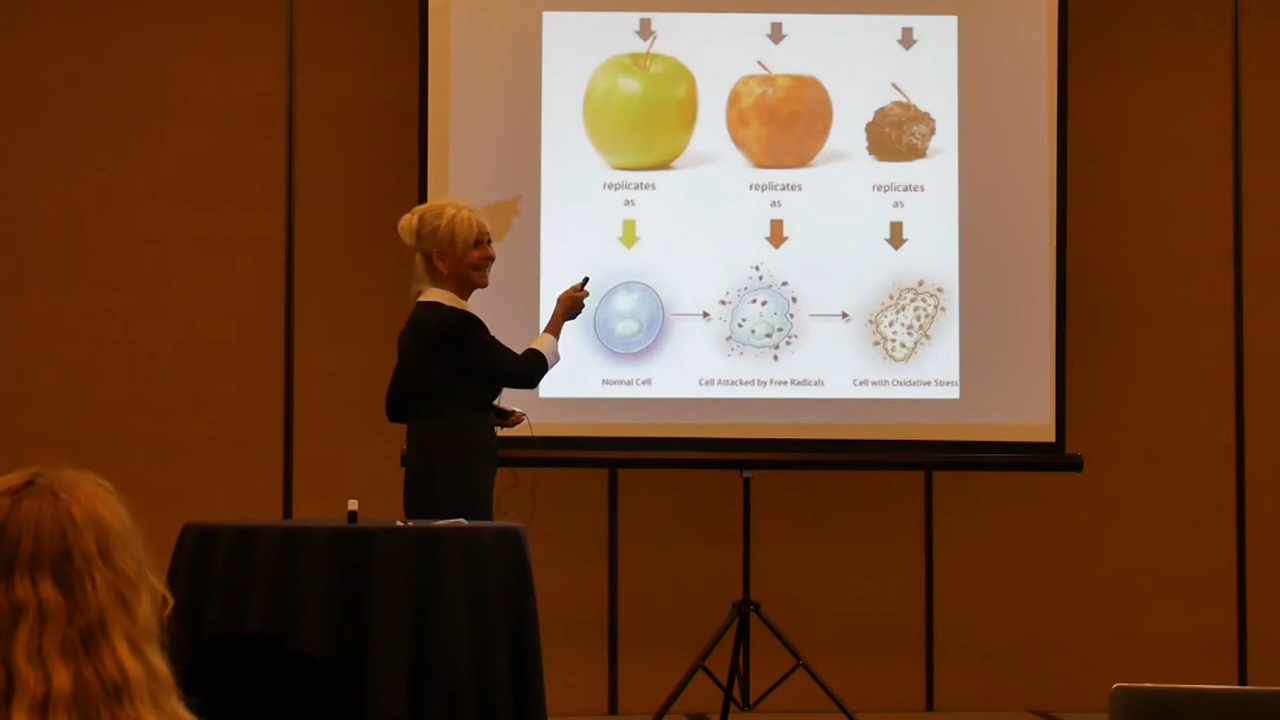 replicates
as
replicates
as
replicates
as
Normal Cell
Cell Attacked by Free Radicals
Cell with Oxidative Stress